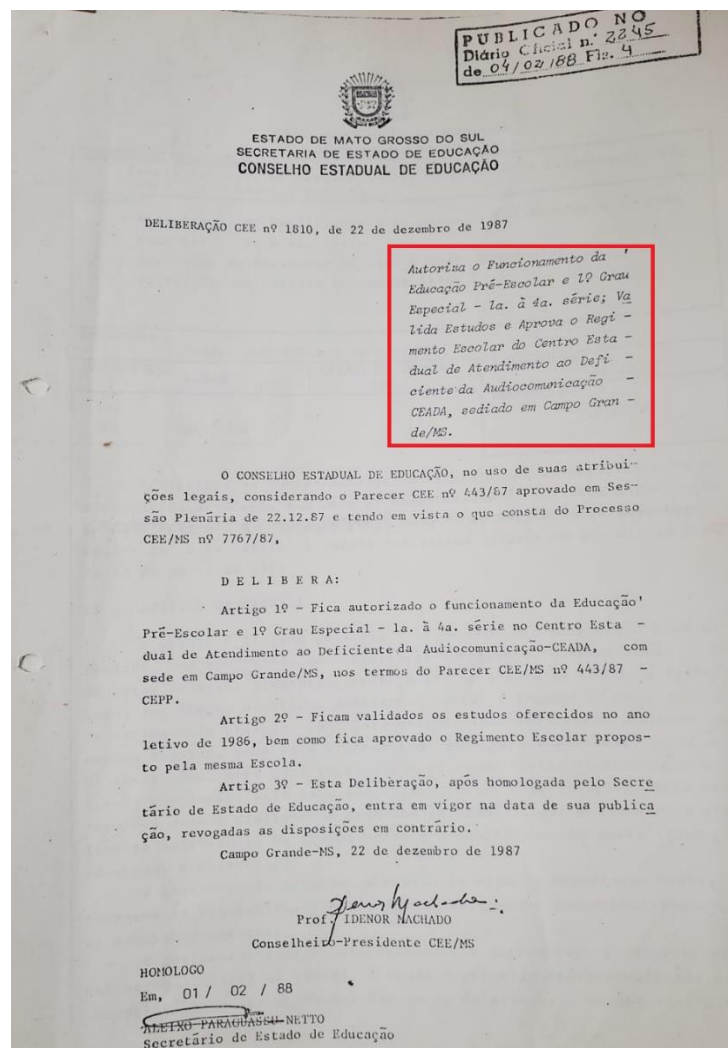 PUBLICADO NO
Diário Oficial n.º 2245
de 04/02/88 Fls. 4
ESTADO DE MATO GROSSO DO SUL
SECRETARIA DE ESTADO DE EDUCAÇÃO
CONSELHO ESTADUAL DE EDUCAÇÃO
DELIBERAÇÃO CEE nº 1810, de 22 de dezembro de 1987
Autoriza o Funcionamento da '
Educação Pré-Escolar e 1º Grau
Especial - 1a. à 4a. série; Va
lida Estudos e Aprova o Regi -
mento Escolar do Centro Esta -
dual de Atendimento ao Defi -
ciente da Audiocomunicação -
CEADA, sediado em Campo Gran -
de/MS.
O CONSELHO ESTADUAL DE EDUCAÇÃO, no uso de suas atribui-
ções legais, considerando o Parecer CEE nº 443/87 aprovado em Ses-
são Plenária de 22.12.87 e tendo em vista o que consta do Processo
CEE/MS nº 7767/87,
D E L I B E R A:
Artigo 1º - Fica autorizado o funcionamento da Educação'
Pré-Escolar e 1º Grau Especial - 1a. à 4a. série no Centro Esta -
dual de Atendimento ao Deficiente da Audiocomunicação-CEADA, com
sede em Campo Grande/MS, nos termos do Parecer CEE/MS nº 443/87 -
CEPP.
Artigo 2º - Ficam validados os estudos oferecidos no ano
letivo de 1986, bem como fica aprovado o Regimento Escolar propos-
to pela mesma Escola.
Artigo 3º - Esta Deliberação, após homologada pelo Secre
tário de Estado de Educação, entra em vigor na data de sua publica
ção, revogadas as disposições em contrário.
Campo Grande-MS, 22 de dezembro de 1987
Idenor Machado
Prof. IDENOR MACHADO
Conselheiro-Presidente CEE/MS
HOMOLOGO
Em, 01 / 02 / 88
ALEIXO PARAGUASSU NETTO
Secretário de Estado de Educação